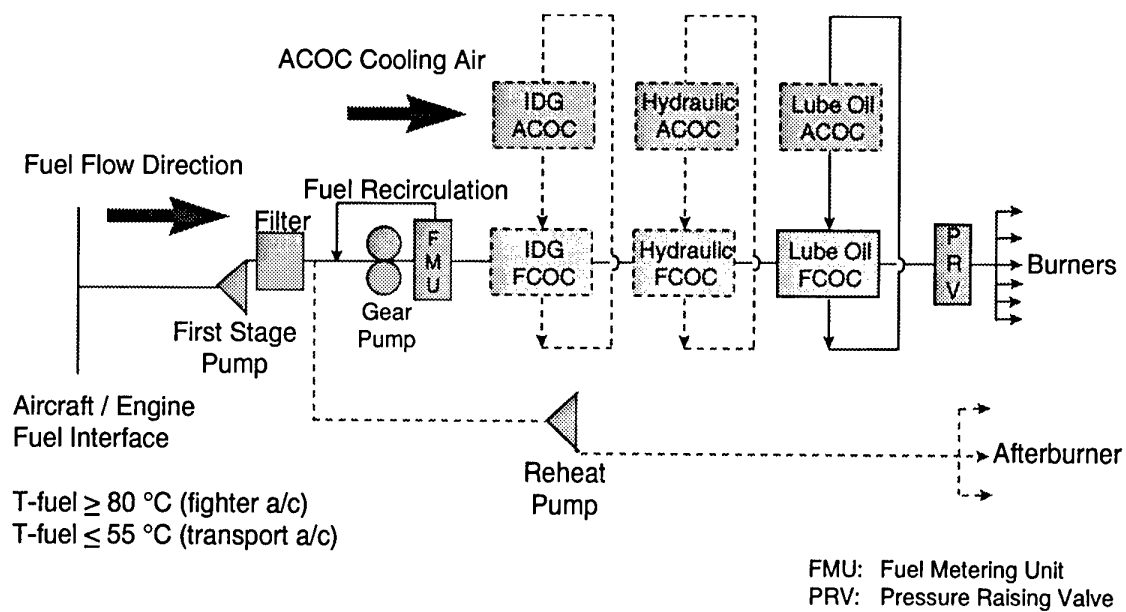 ACOC Cooling Air
IDG
ACOC
Hydraulic
ACOC
Lube Oil
ACOC
Fuel Flow Direction
Fuel Recirculation
Filter
F
M
U
IDG
FCOC
Hydraulic
FCOC
Lube Oil
FCOC
P
R
V
Burners
First Stage
Pump
Gear
Pump
Aircraft / Engine
Fuel Interface
Reheat
Pump
Afterburner
T-fuel ≥ 80 °C (fighter a/c)
T-fuel ≤ 55 °C (transport a/c)
FMU: Fuel Metering Unit
PRV: Pressure Raising Valve